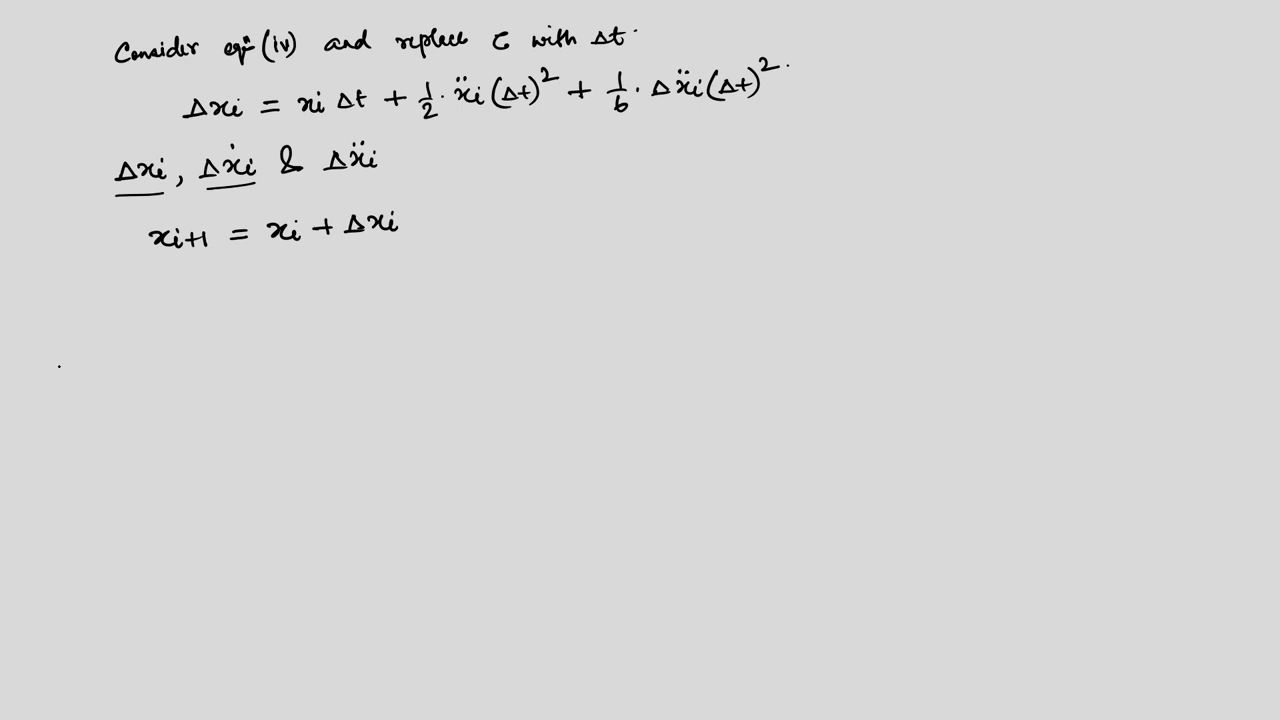 Consider eqⁿ (iv) and replace τ with Δt.
Δxi = xi Δt + 1/2 · ẍi (Δt)² + 1/6 · Δẍi (Δt)² .
Δxi , Δẋi & Δẍi
xi+1 = xi + Δxi